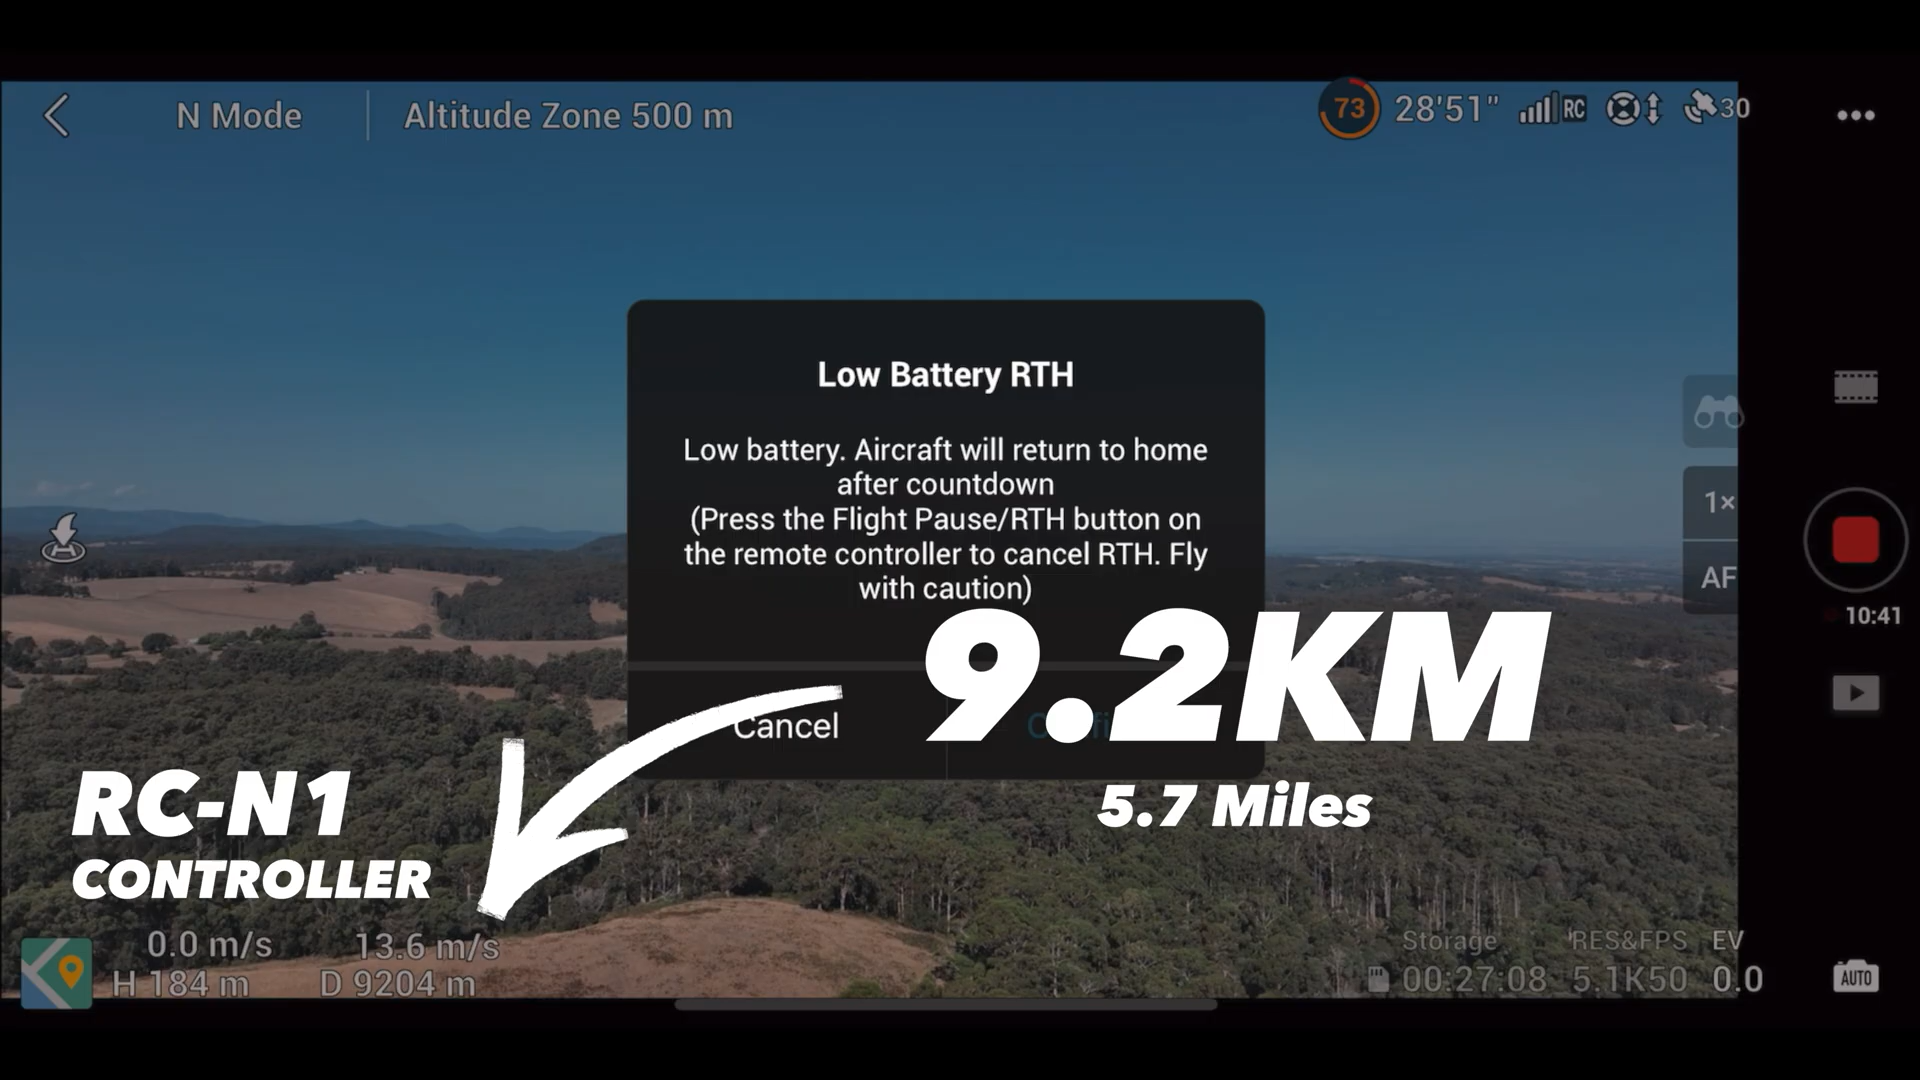 N Mode
Altitude Zone 500 m
73
28'51"
RC
30
Low Battery RTH
Low battery. Aircraft will return to home
after countdown
(Press the Flight Pause/RTH button on
the remote controller to cancel RTH. Fly
with caution)
1×
AF
10:41
9.2KM
5.7 Miles
Cancel
RC-N1
CONTROLLER
0.0 m/s
13.6 m/s
H 184 m
D 9204 m
Storage
RES&FPS
EV
00:27:08
5.1K50
0.0
AUTO